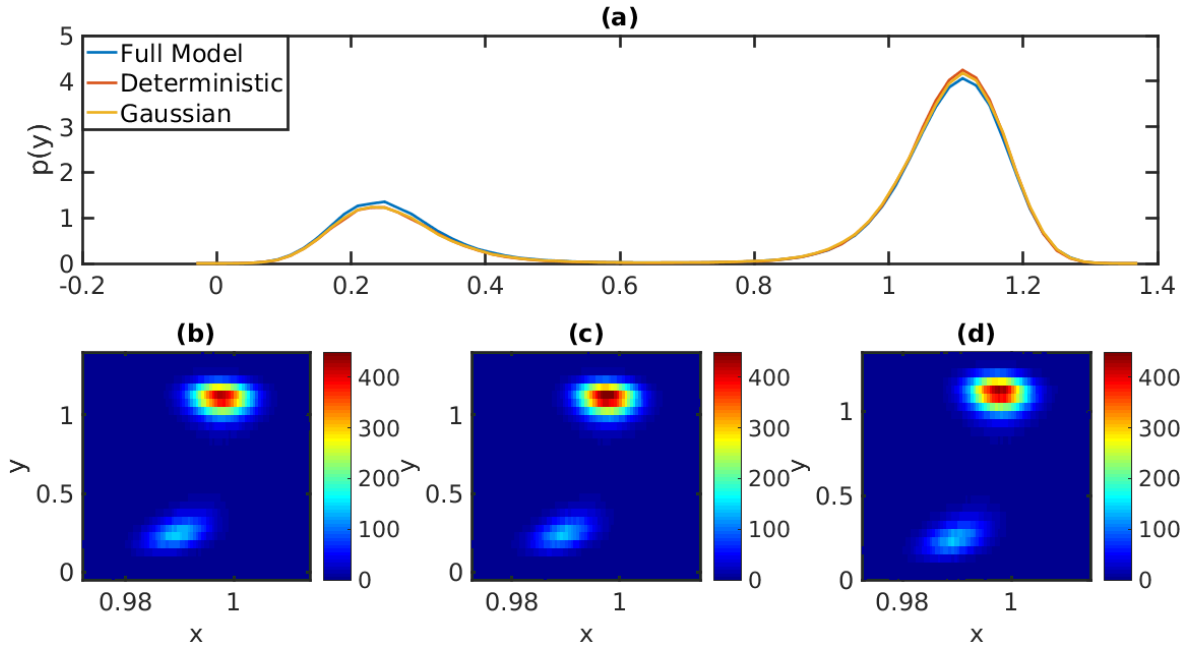 (a)
5
4
3
2
1
0
p(y)
Full Model
Deterministic
Gaussian
-0.2 0 0.2 0.4 0.6 0.8 1 1.2 1.4
(b) (c) (d)
y 1 0.5 0 400 300 200 100 0
0.98 1
x
y 1 0.5 0 400 300 200 100 0
0.98 1
x
y 1 0.5 0 400 300 200 100 0
0.98 1
x